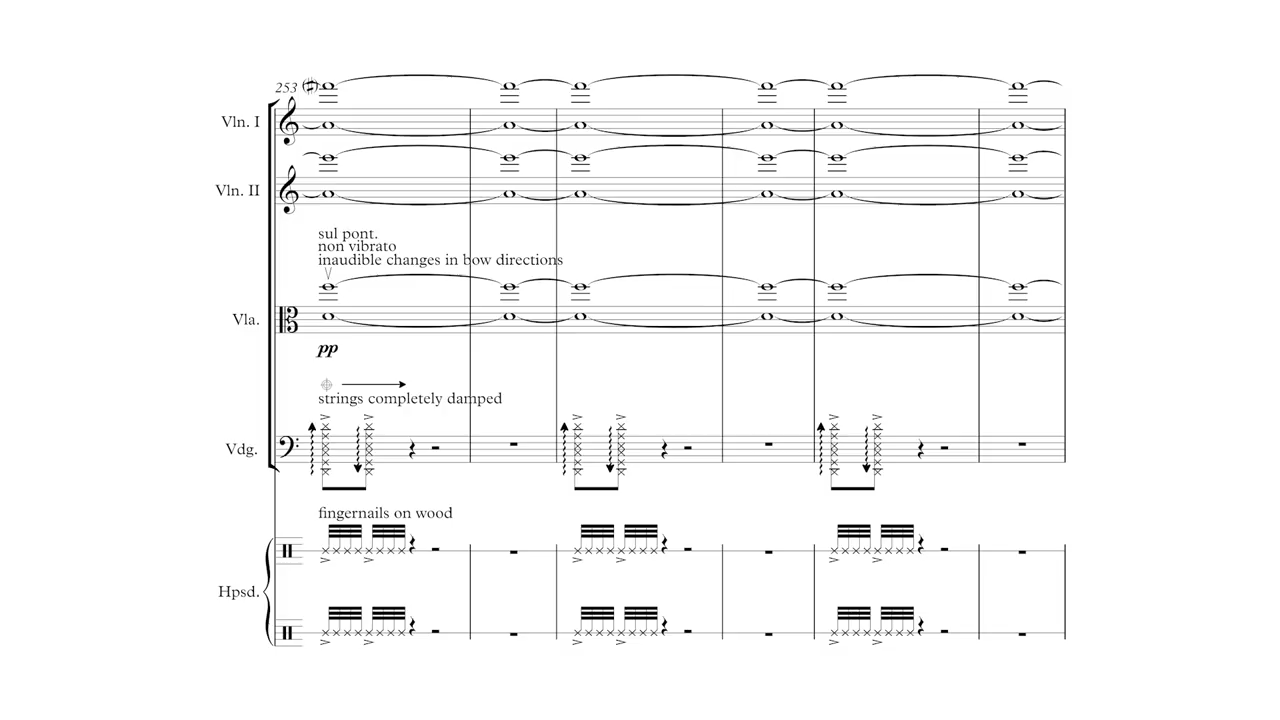 253
Vln. I
Vln. II
sul pont.
non vibrato
inaudible changes in bow directions
Vla.
pp
strings completely damped
Vdg.
fingernails on wood
Hpsd.